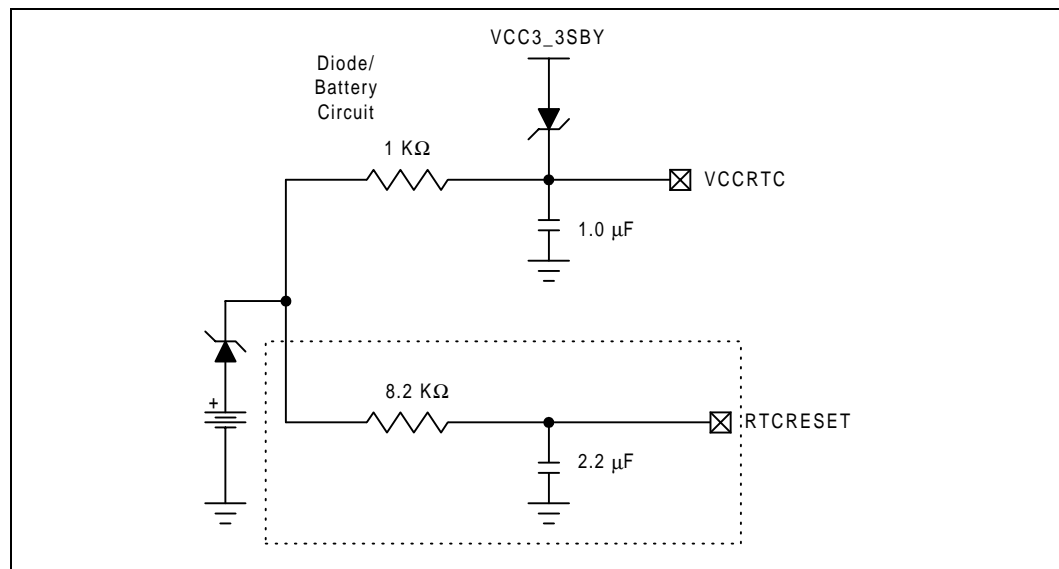 VCC3_3SBY
Diode/
Battery
Circuit
1 KΩ
VCCRTC
1.0 μF
+
8.2 KΩ
RTCRESET
2.2 μF